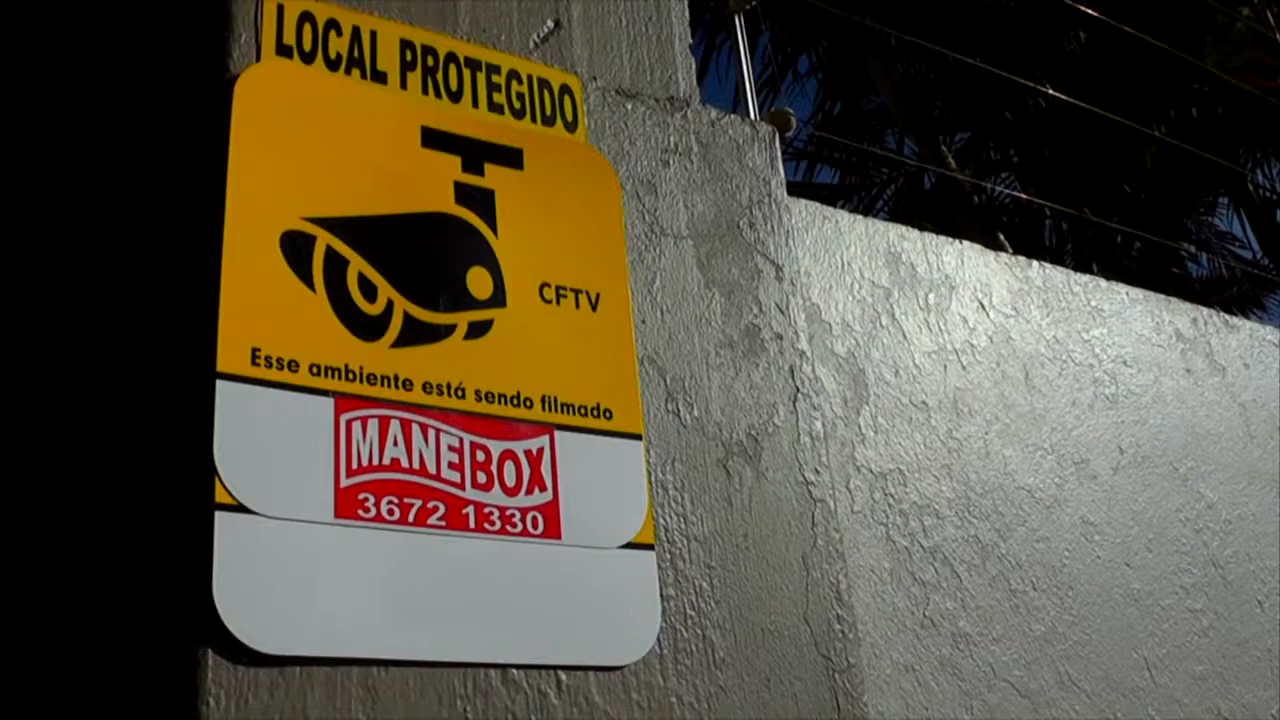 LOCAL PROTEGIDO
CFTV
Esse ambiente está sendo filmado
MANEBOX
3672 1330